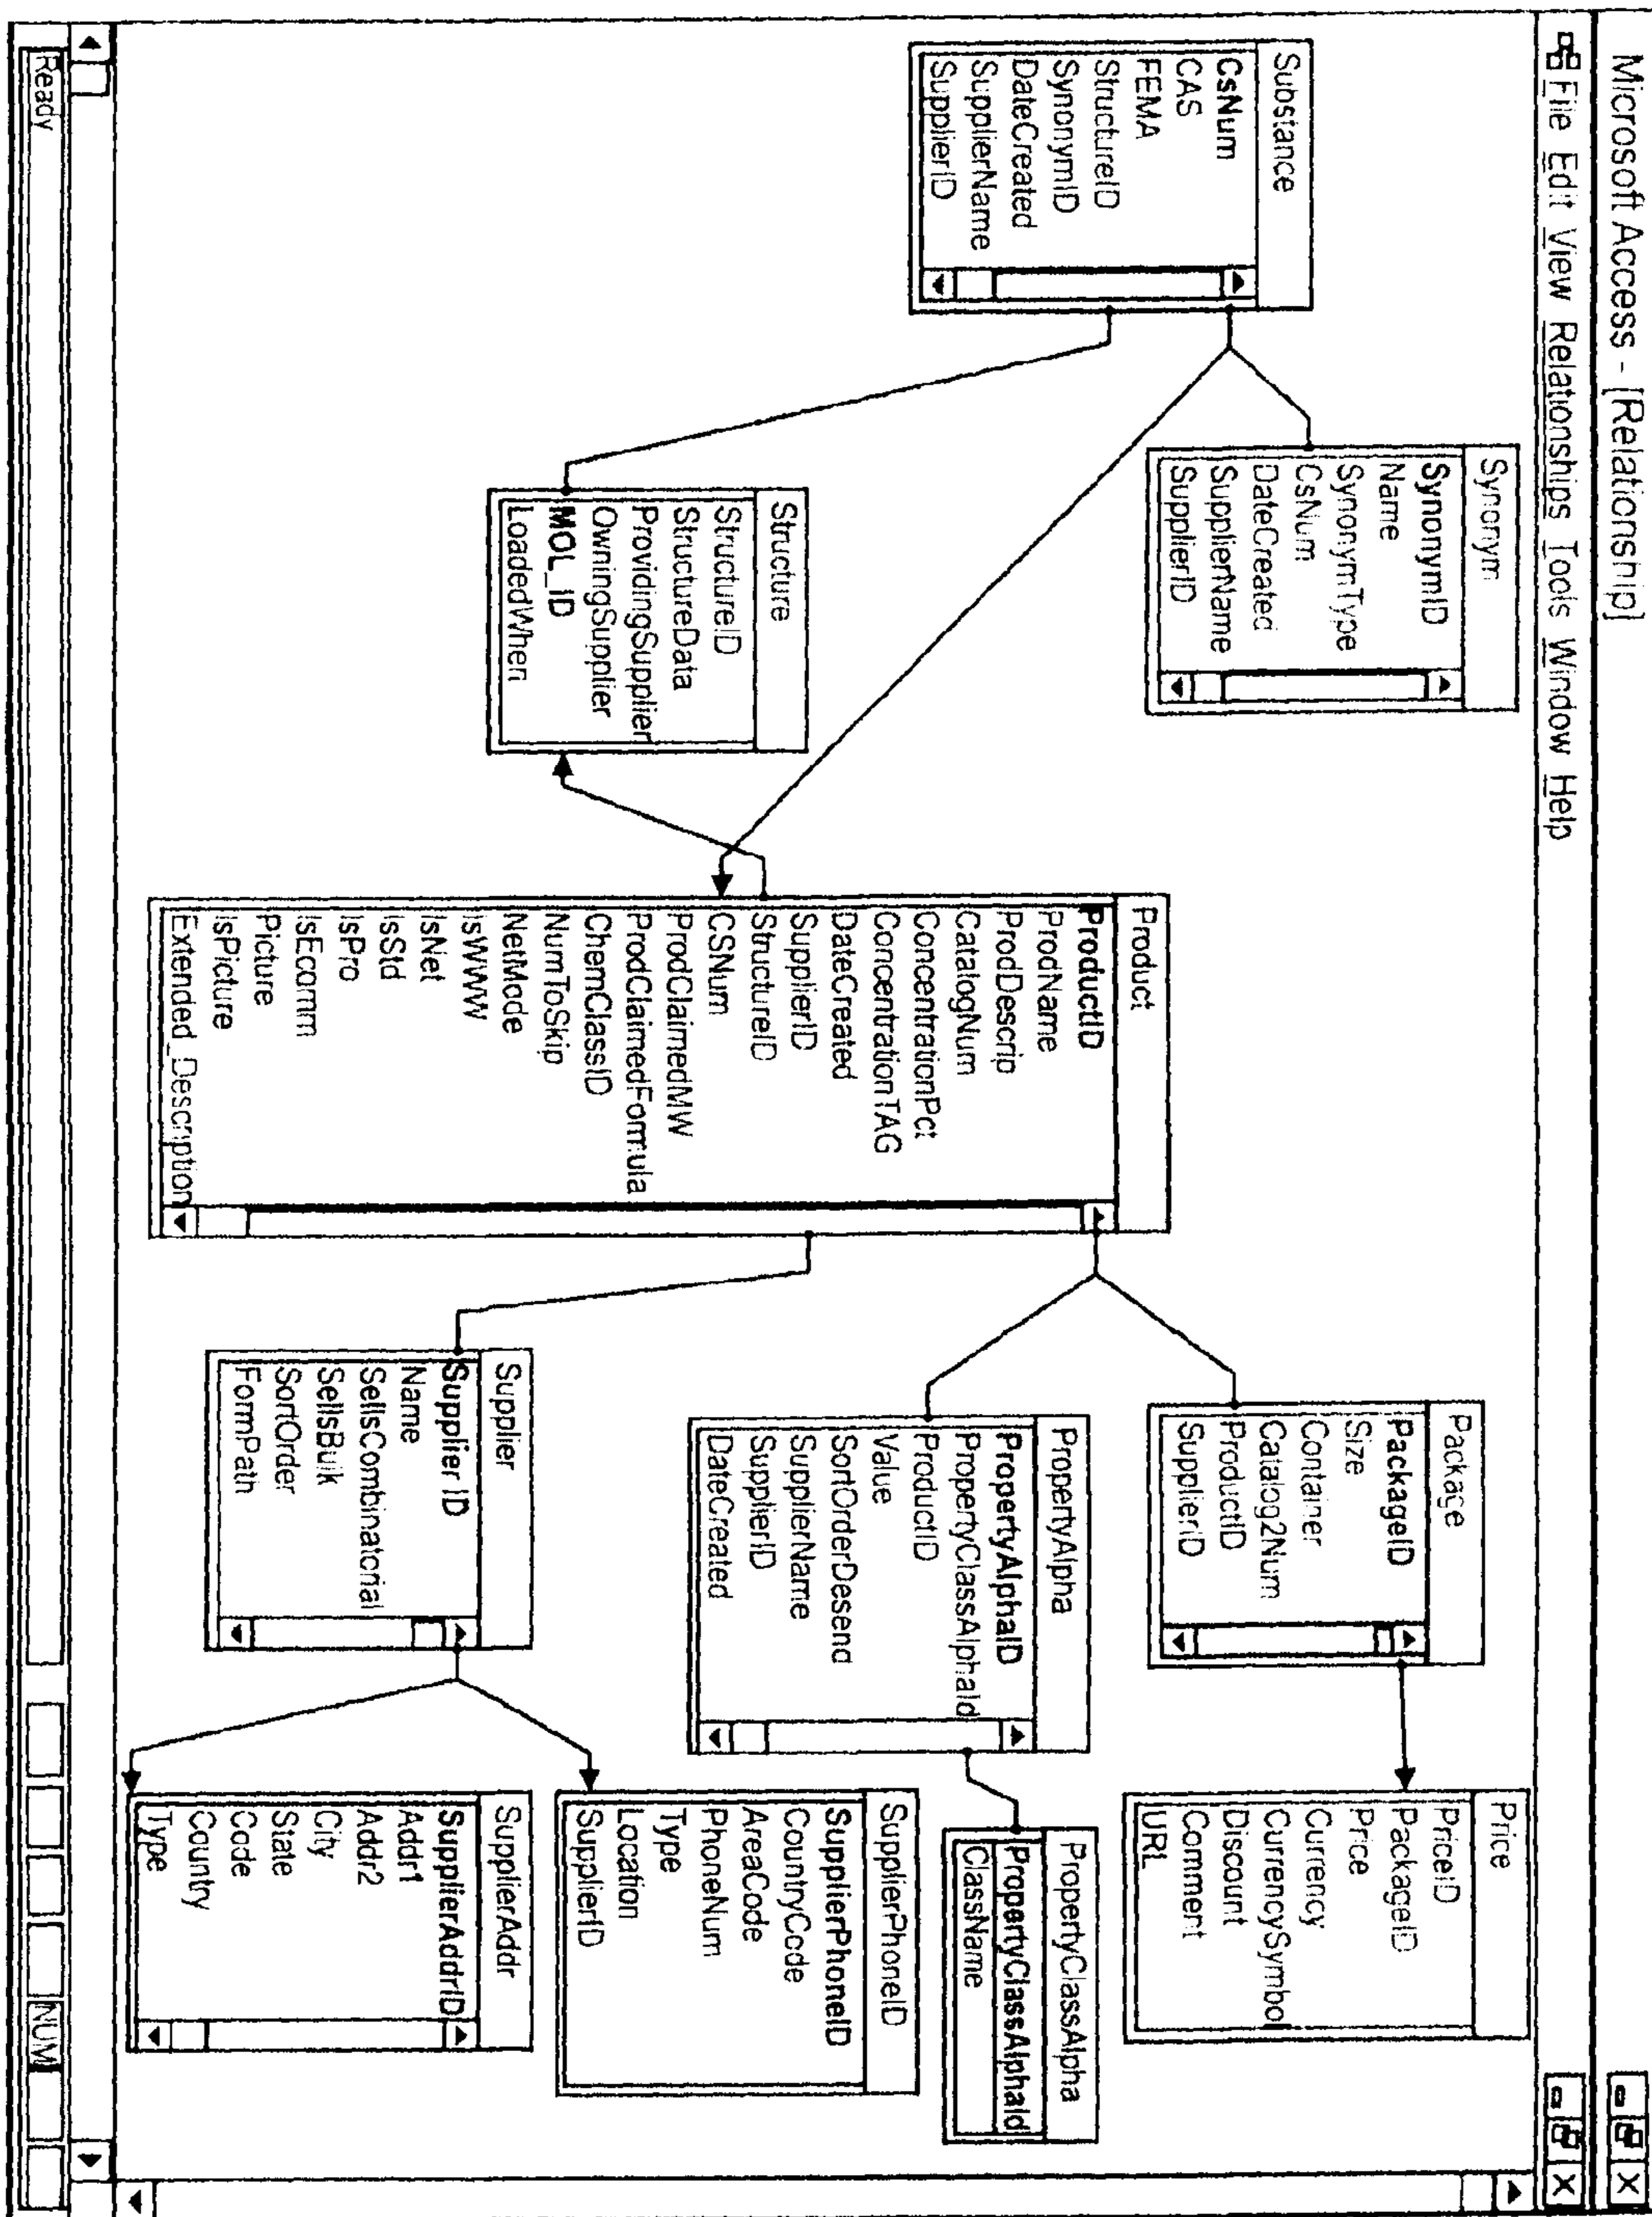 Microsoft Access - [Relationship]
File Edit View Relationships Tools Window Help
Substance
CsNum
CAS
FEMA
StructureID
SynonymID
DateCreated
SupplierName
SupplierID
Synonym
SynonymID
Name
SynonymType
CsNum
DateCreated
SupplierName
SupplierID
Structure
StructureID
StructureData
ProvidingSupplier
OwningSupplier
MOL_ID
LoadedWhen
Product
ProductID
ProdName
ProdDescrip
CatalogNum
ConcentrationPct
ConcentrationTAG
DateCreated
SupplierID
StructureID
CSNum
ProdClaimedMW
ProdClaimedFormula
ChemClassID
NumToSkip
NetMode
IsWWW
IsNet
IsStd
IsPro
IsEcomm
Picture
IsPicture
Extended_Description
Package
PackageID
Size
Container
Catalog2Num
ProductID
SupplierID
PropertyAlpha
PropertyAlphaID
PropertyClassAlphaId
ProductID
Value
SortOrderDesend
SupplierName
SupplierID
DateCreated
Supplier
Supplier ID
Name
SellsCombinatorial
SellsBulk
SortOrder
FormPath
Price
PriceID
PackageID
Price
Currency
CurrencySymbol
Discount
Comment
URL
PropertyClassAlpha
PropertyClassAlphaId
ClassName
SupplierPhoneID
SupplierPhoneID
CountryCode
AreaCode
PhoneNum
Type
Location
SupplierID
SupplierAddr
SupplierAddrID
Addr1
Addr2
City
State
Code
Country
Type
Ready
NUM